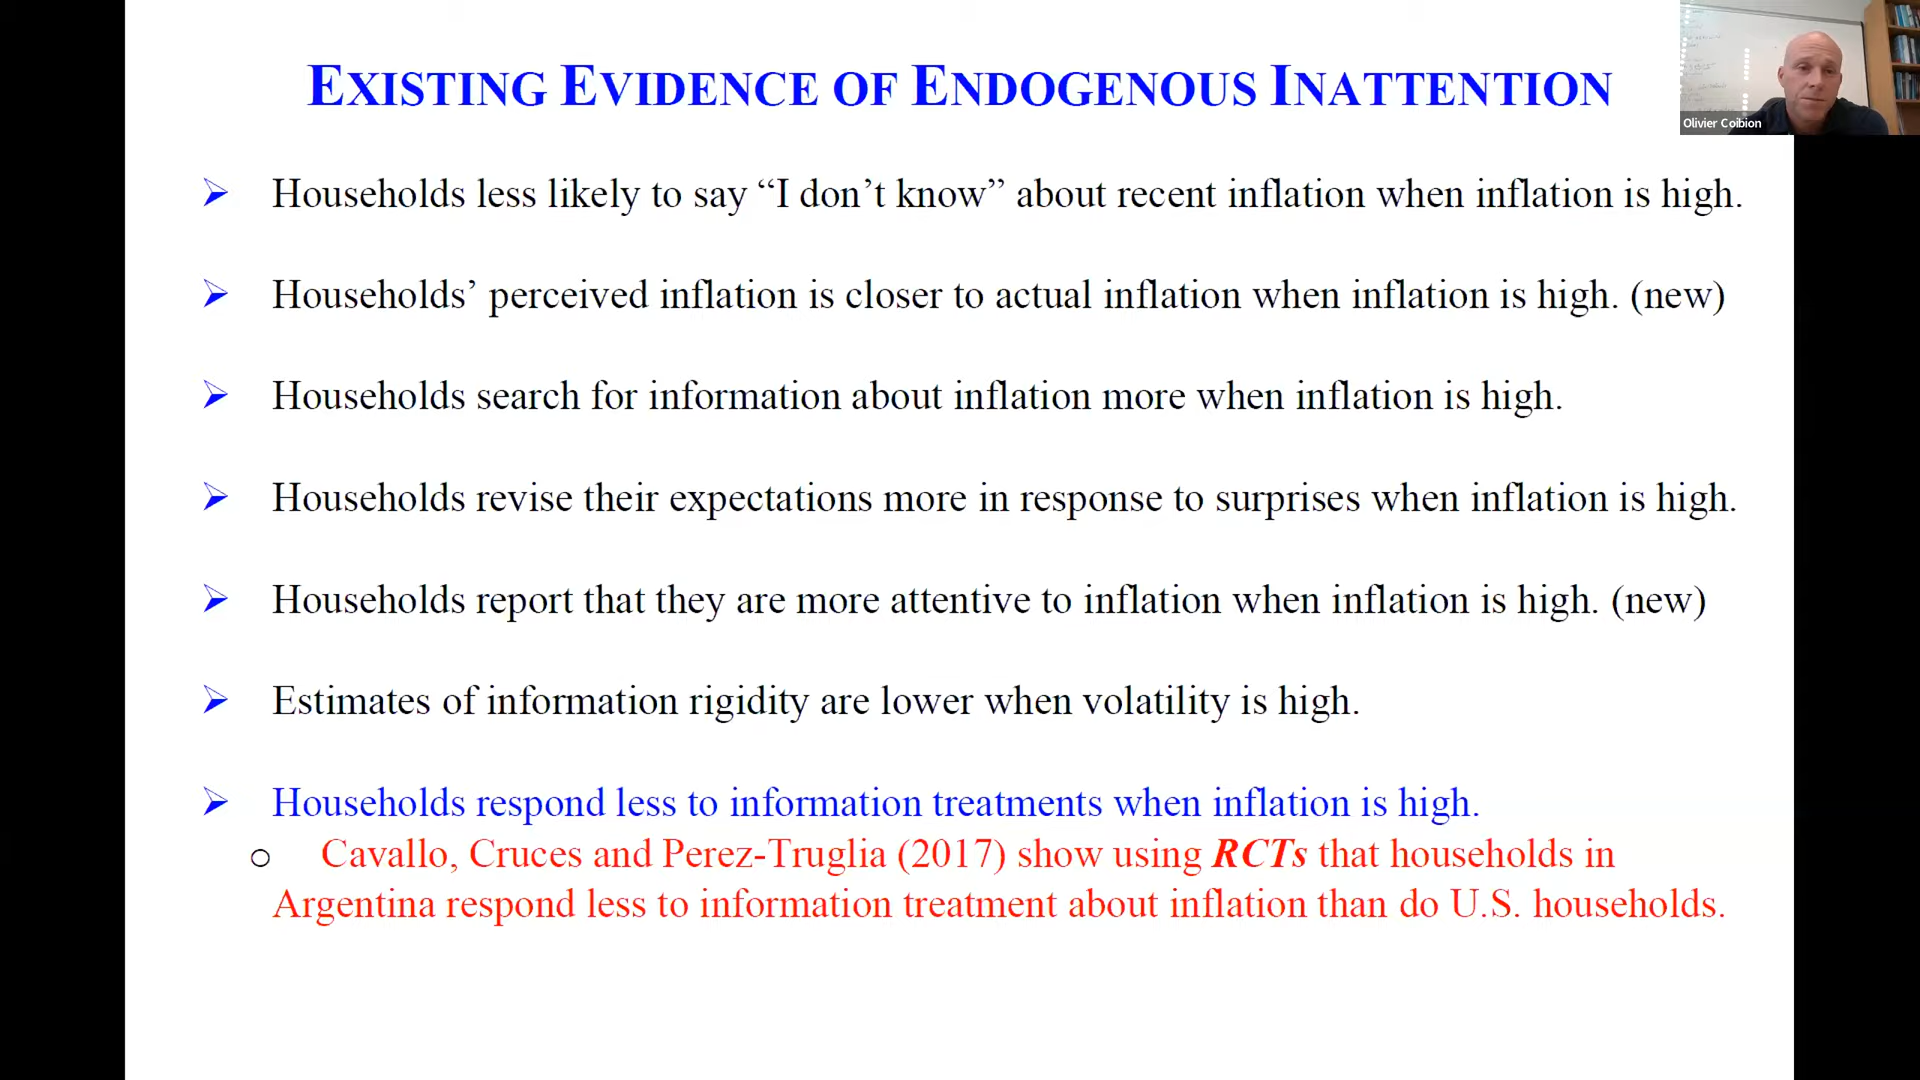 EXISTING EVIDENCE OF ENDOGENOUS INATTENTION
Olivier Coibion
➢ Households less likely to say “I don’t know” about recent inflation when inflation is high.
➢ Households’ perceived inflation is closer to actual inflation when inflation is high. (new)
➢ Households search for information about inflation more when inflation is high.
➢ Households revise their expectations more in response to surprises when inflation is high.
➢ Households report that they are more attentive to inflation when inflation is high. (new)
➢ Estimates of information rigidity are lower when volatility is high.
➢ Households respond less to information treatments when inflation is high.
o Cavallo, Cruces and Perez-Truglia (2017) show using RCTs that households in
Argentina respond less to information treatment about inflation than do U.S. households.